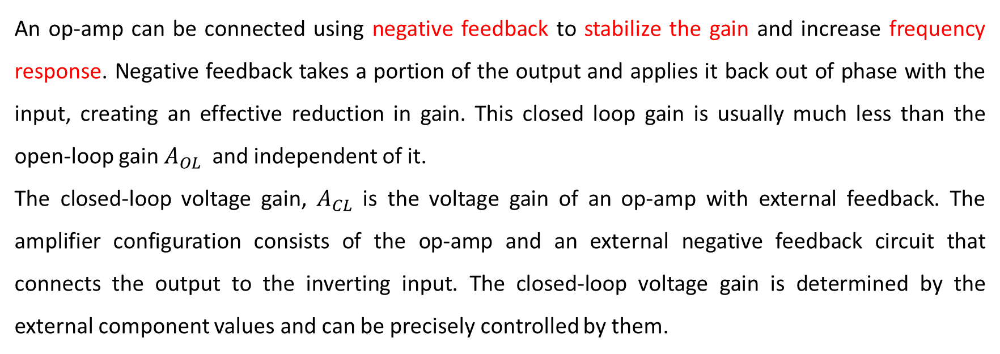 An op-amp can be connected using negative feedback to stabilize the gain and increase frequency
response. Negative feedback takes a portion of the output and applies it back out of phase with the
input, creating an effective reduction in gain. This closed loop gain is usually much less than the
open-loop gain A_OL and independent of it.
The closed-loop voltage gain, A_CL is the voltage gain of an op-amp with external feedback. The
amplifier configuration consists of the op-amp and an external negative feedback circuit that
connects the output to the inverting input. The closed-loop voltage gain is determined by the
external component values and can be precisely controlled by them.